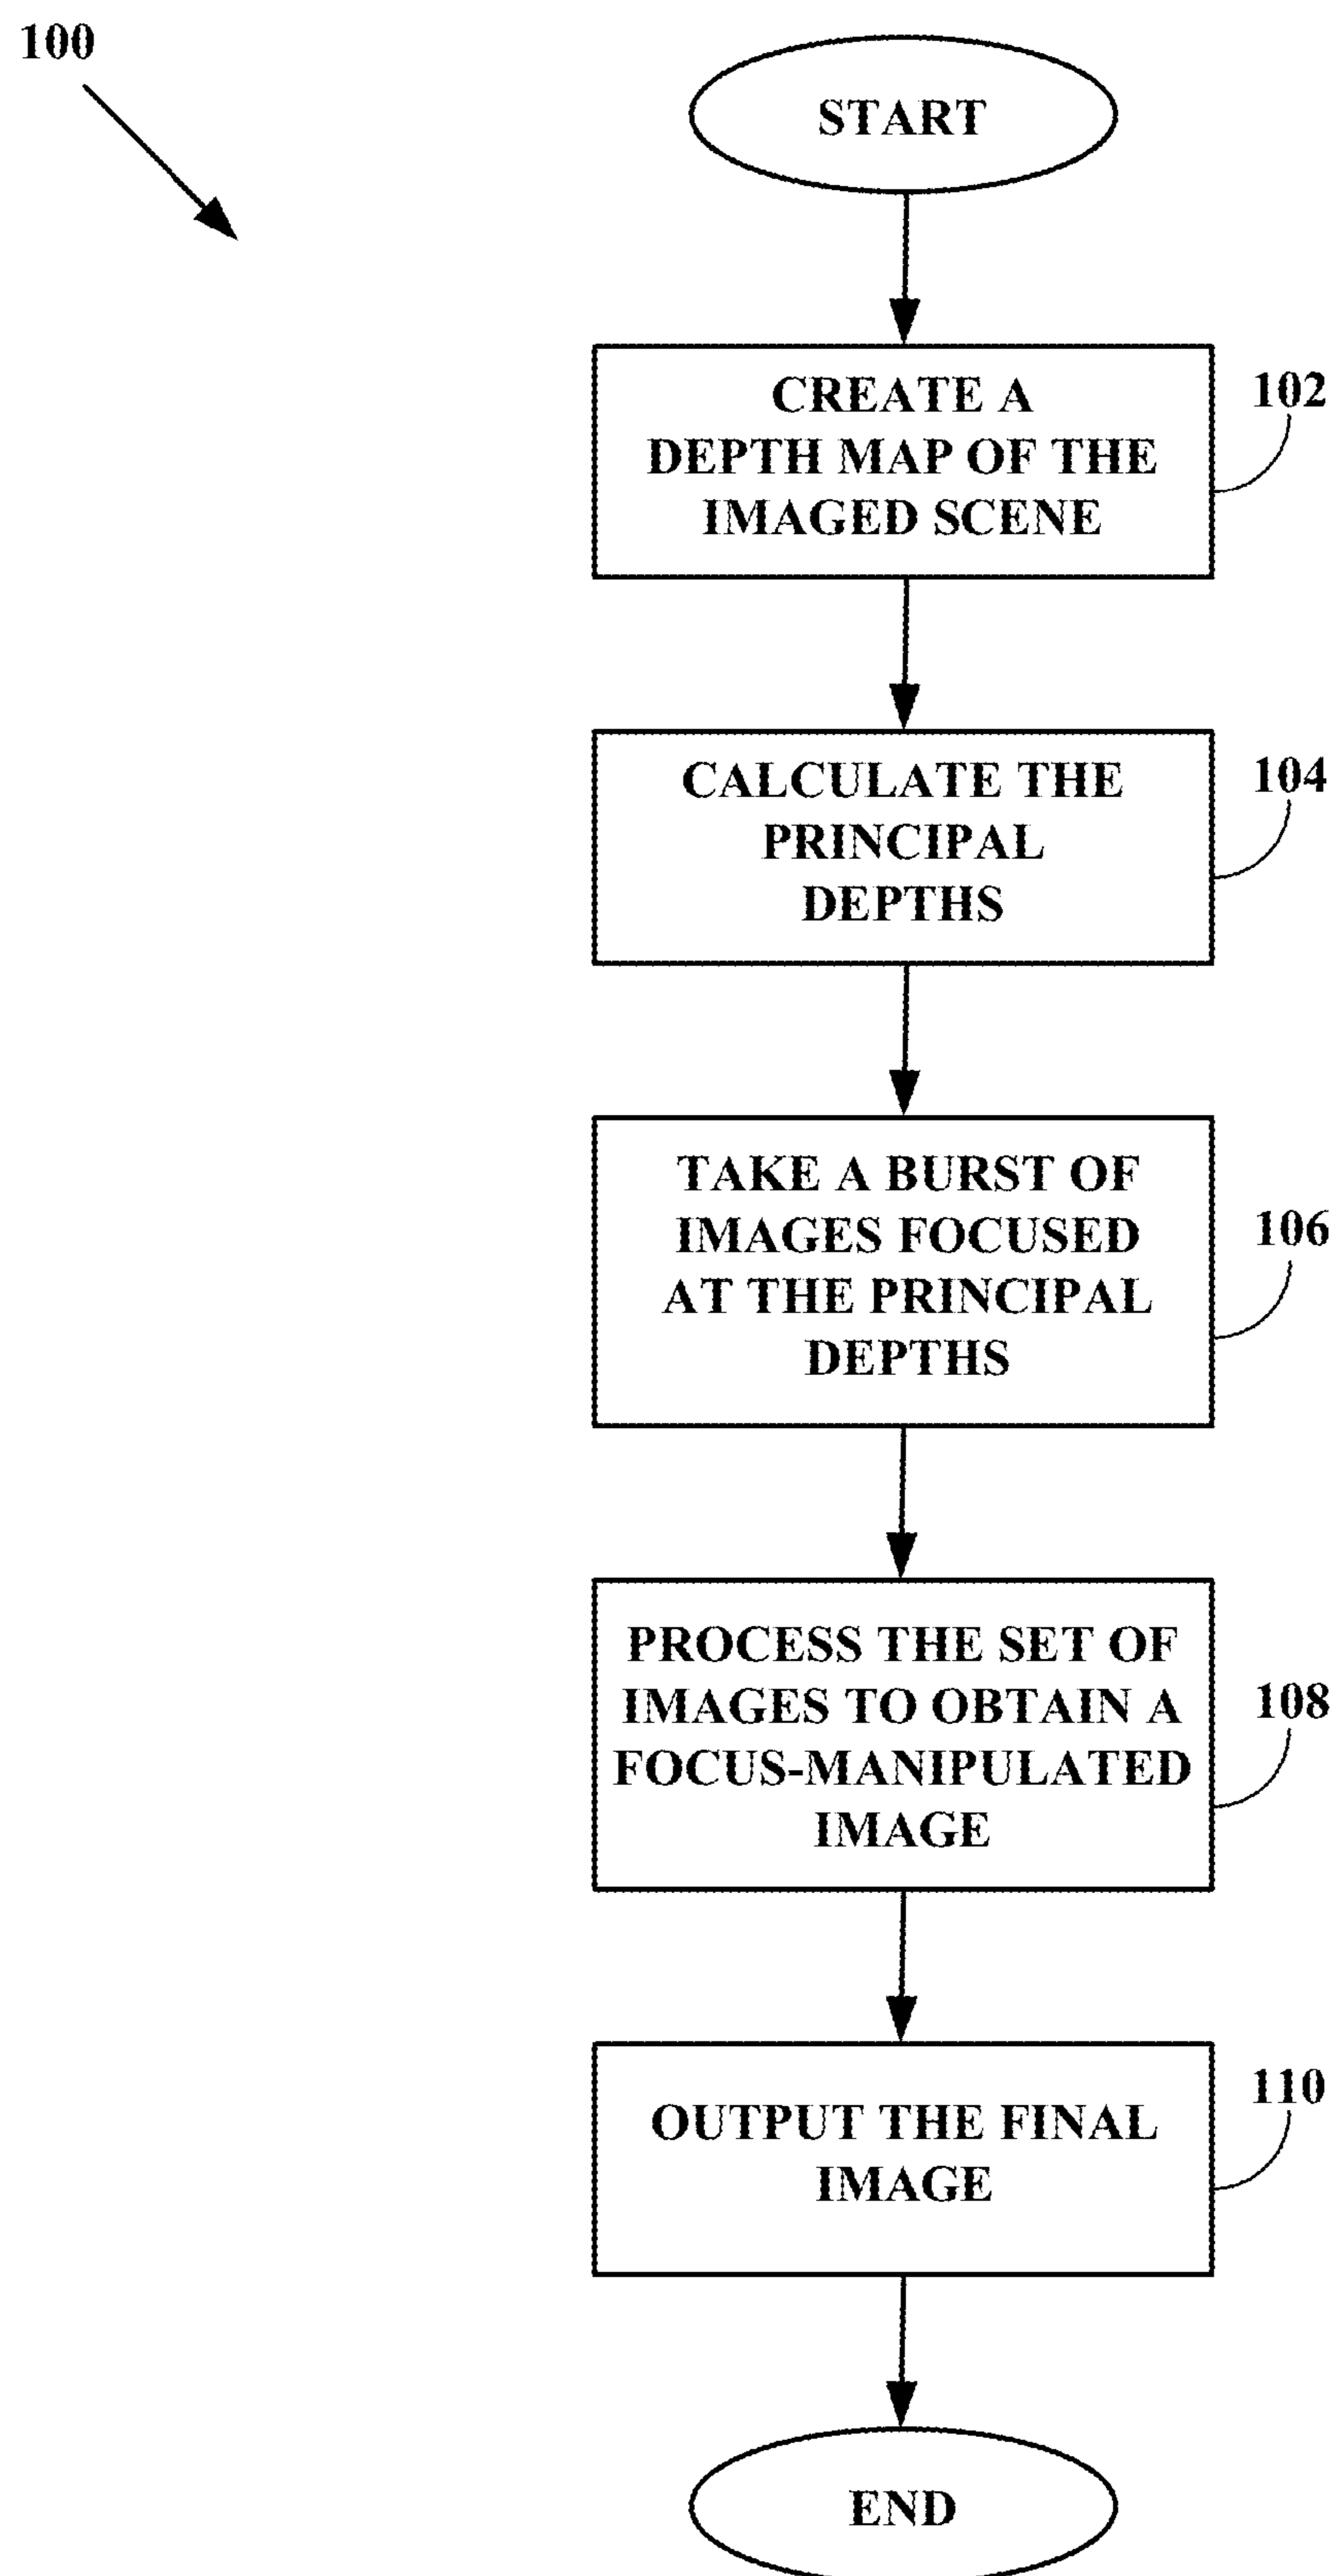 100
START
CREATE A
DEPTH MAP OF THE
IMAGED SCENE
102
CALCULATE THE
PRINCIPAL
DEPTHS
104
TAKE A BURST OF
IMAGES FOCUSED
AT THE PRINCIPAL
DEPTHS
106
PROCESS THE SET OF
IMAGES TO OBTAIN A
FOCUS-MANIPULATED
IMAGE
108
OUTPUT THE FINAL
IMAGE
110
END